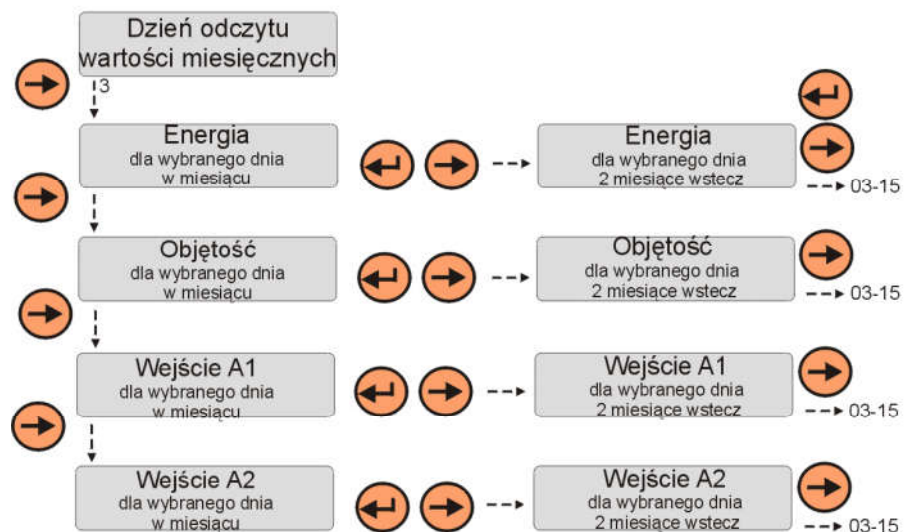 Dzień odczytu
wartości miesięcznych
3
Energia
dla wybranego dnia
w miesiącu
Energia
dla wybranego dnia
2 miesiące wstecz
03-15
Objętość
dla wybranego dnia
w miesiącu
Objętość
dla wybranego dnia
2 miesiące wstecz
03-15
Wejście A1
dla wybranego dnia
w miesiącu
Wejście A1
dla wybranego dnia
2 miesiące wstecz
03-15
Wejście A2
dla wybranego dnia
w miesiącu
Wejście A2
dla wybranego dnia
2 miesiące wstecz
03-15